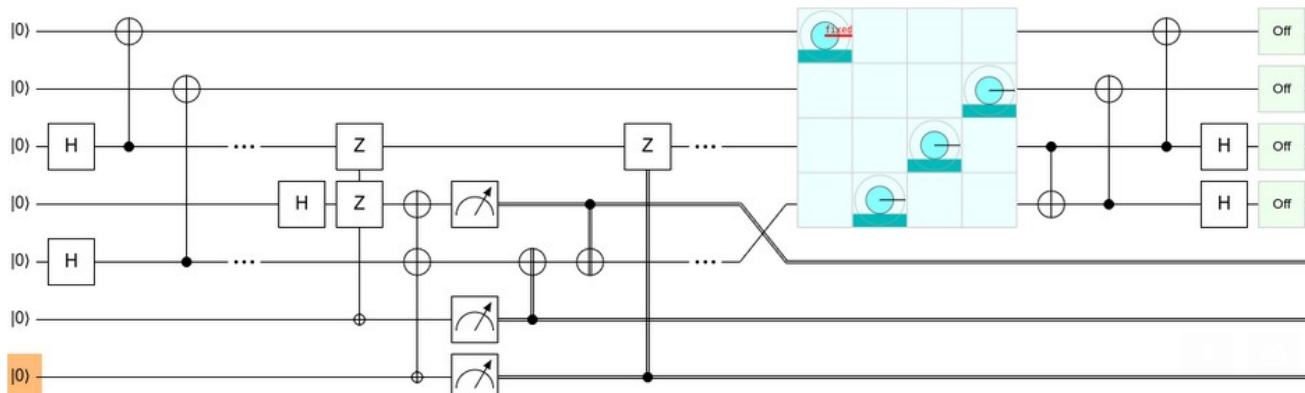 |0⟩ fixed Off
|0⟩ Off
|0⟩ H ... Z Z ... H Off
|0⟩ H Z H Off
|0⟩ H ... ...
|0⟩
|0⟩